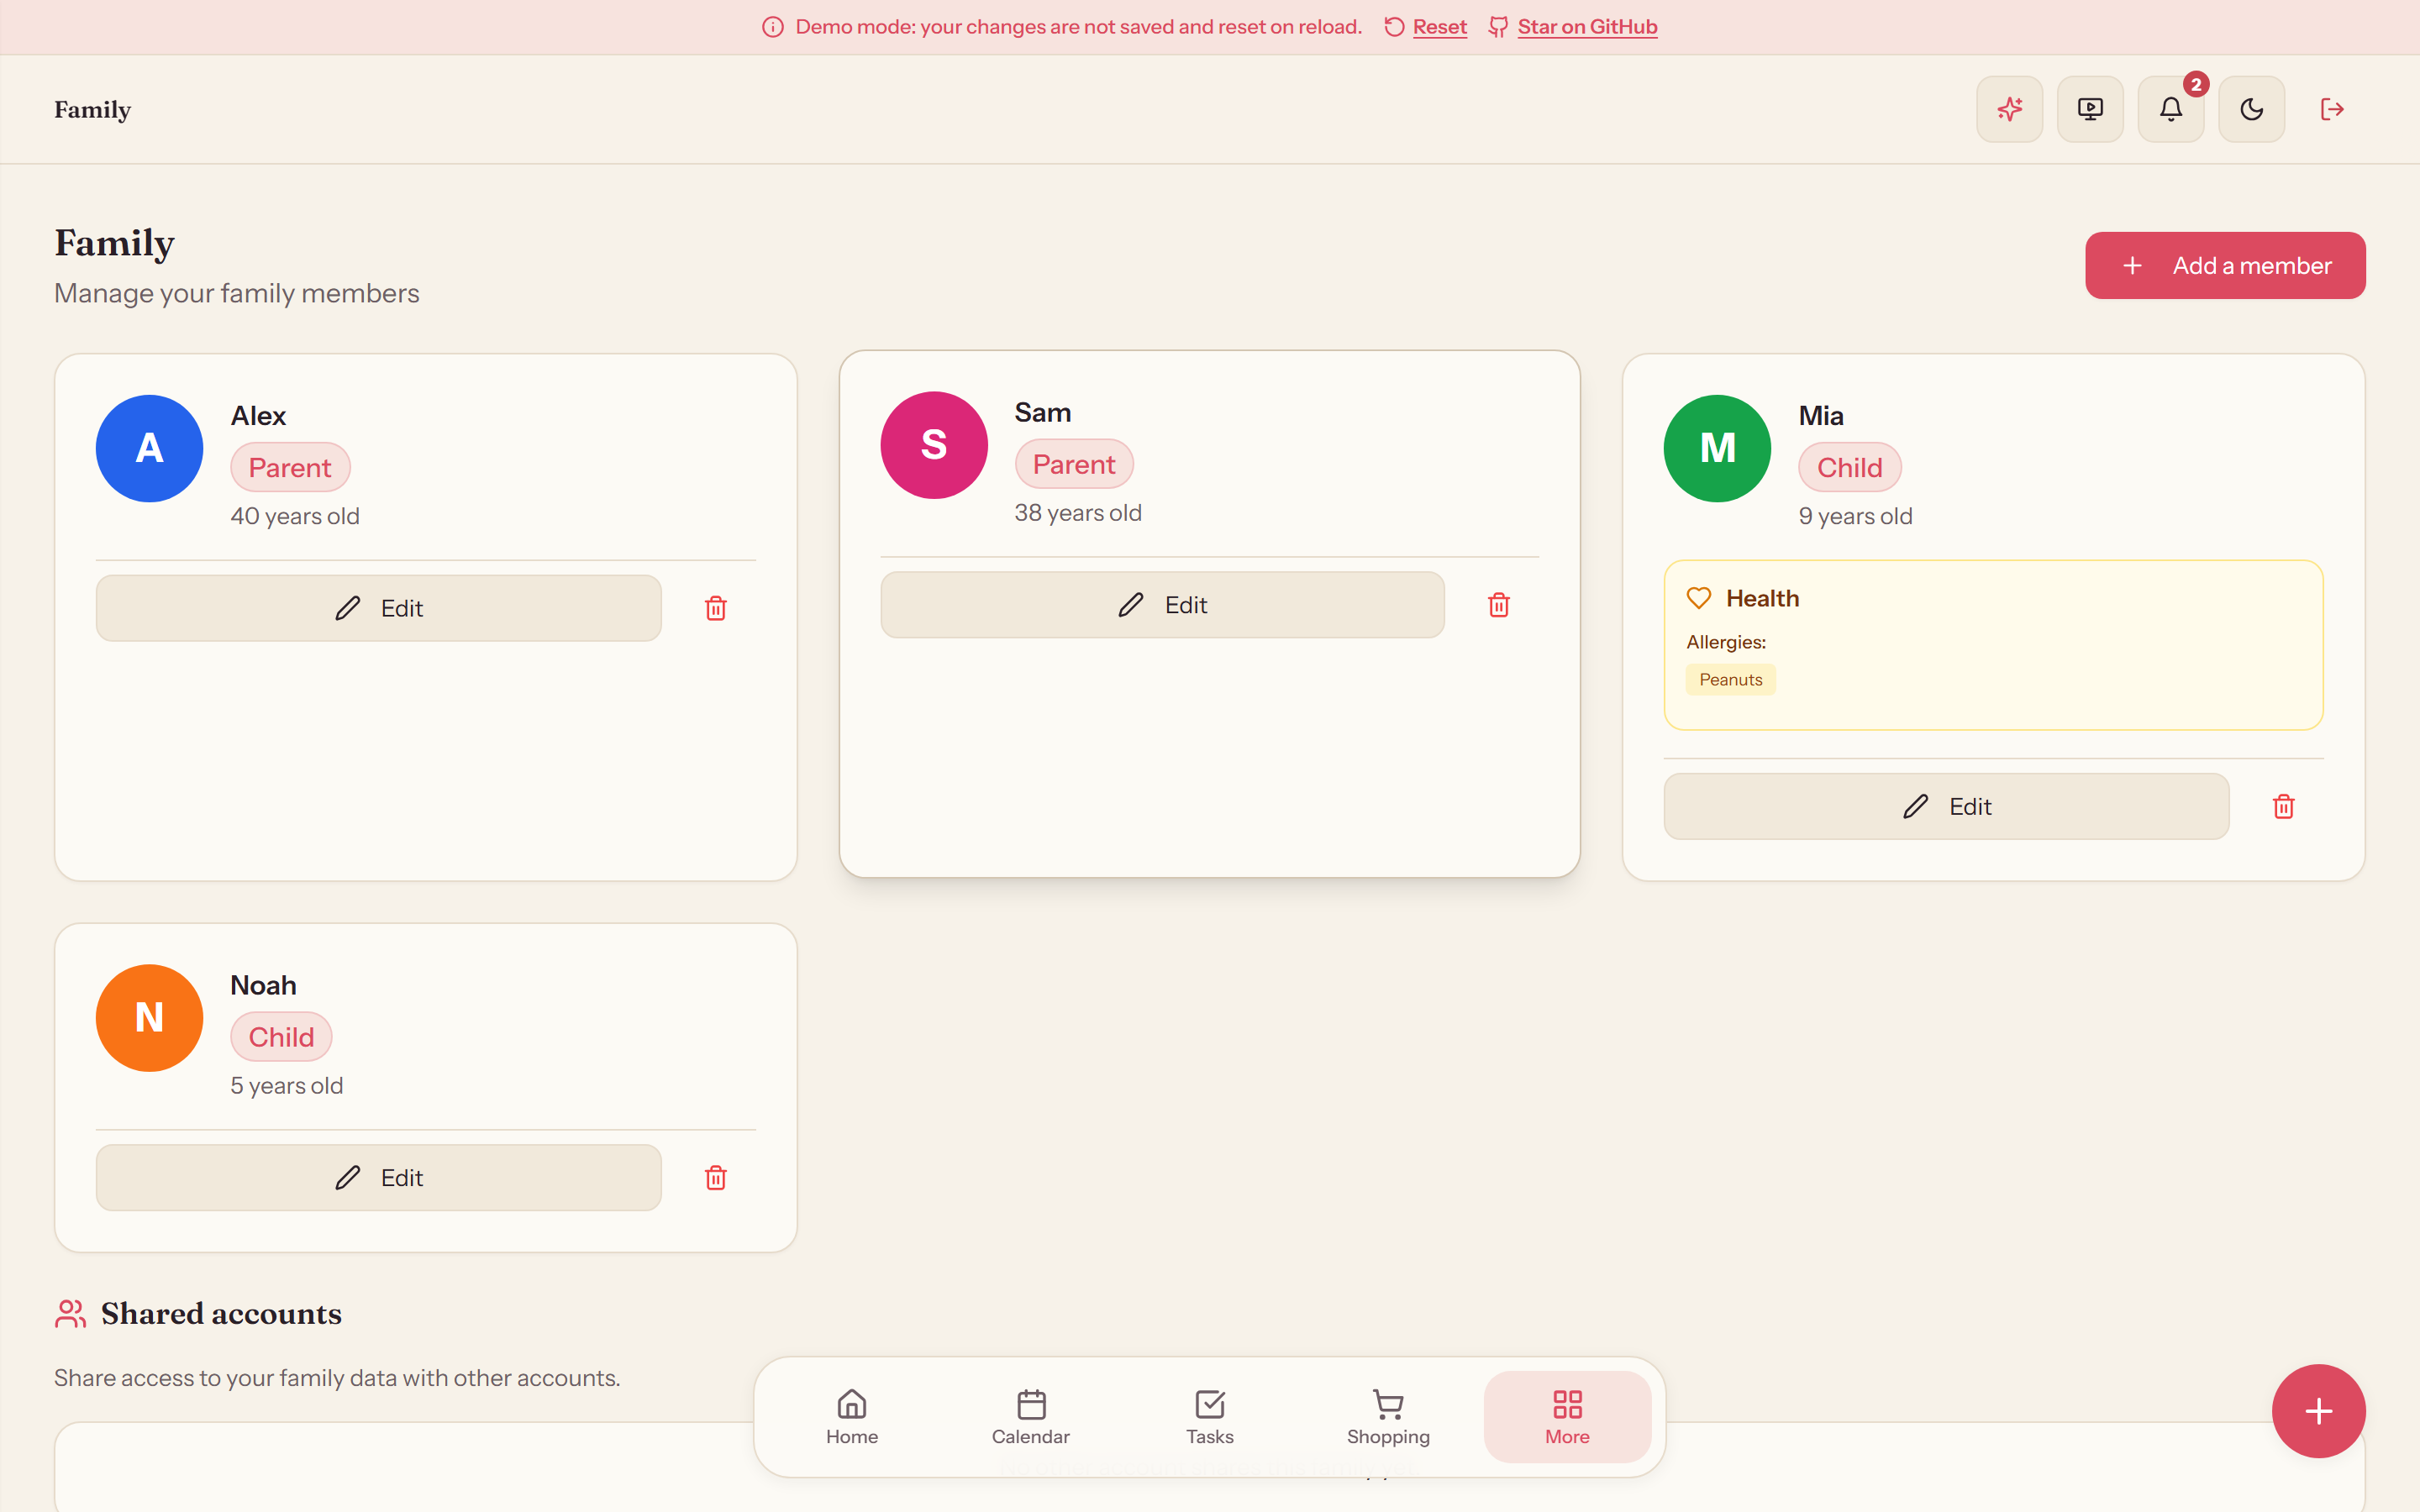 Demo mode: your changes are not saved and reset on reload. Reset Star on GitHub
Family
2
Family
Manage your family members
Add a member
A
Alex
Parent
40 years old
Edit
S
Sam
Parent
38 years old
Edit
M
Mia
Child
9 years old
Health
Allergies:
Peanuts
Edit
N
Noah
Child
5 years old
Edit
Shared accounts
Share access to your family data with other accounts.
Home
Calendar
Tasks
Shopping
More